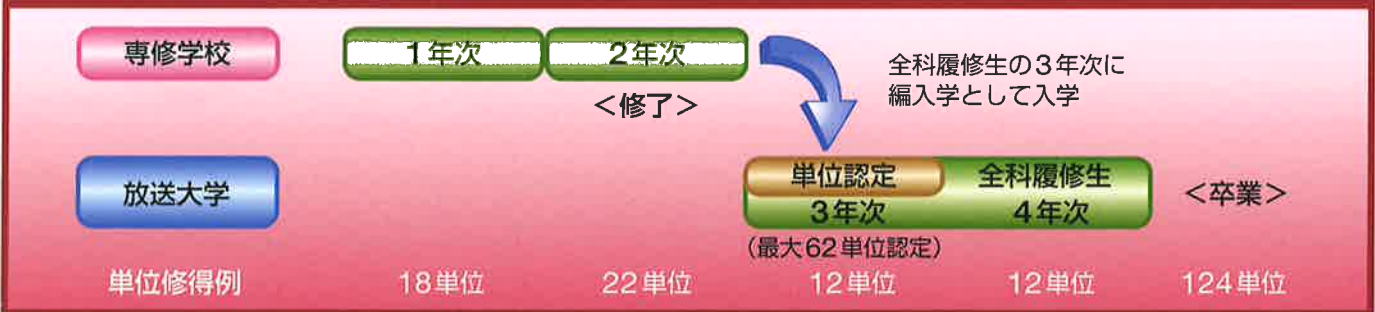 専修学校
1年次
2年次
<修了>
全科履修生の3年次に
編入学として入学
放送大学
単位認定
3年次
全科履修生
4年次
<卒業>
(最大62単位認定)
単位修得例
18単位
22単位
12単位
12単位
124単位